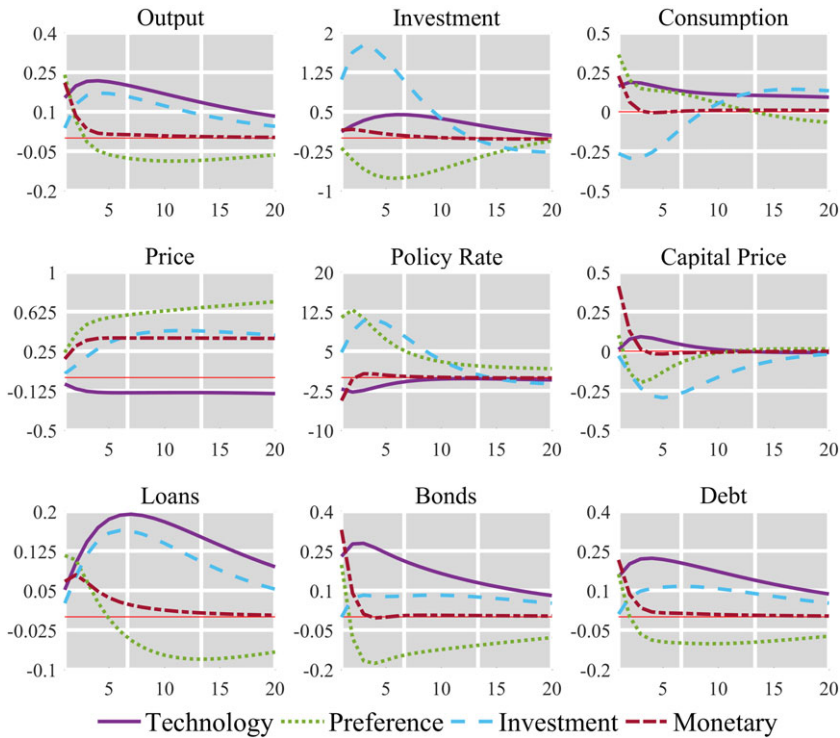 Output Investment Consumption
0.4 2 0.5
0.25 1.25 0.25
0.1 0.5 0
-0.05 -0.25 -0.25
-0.2 -1 -0.5
5 10 15 20 5 10 15 20 5 10 15 20
Price Policy Rate Capital Price
1 20 0.5
0.625 12.5 0.25
0.25 5 0
-0.125 -2.5 -0.25
-0.5 -10 -0.5
5 10 15 20 5 10 15 20 5 10 15 20
Loans Bonds Debt
0.2 0.4 0.4
0.125 0.25 0.25
0.05 0.1 0.1
-0.025 -0.05 -0.05
-0.1 -0.2 -0.2
5 10 15 20 5 10 15 20 5 10 15 20
Technology Preference Investment Monetary